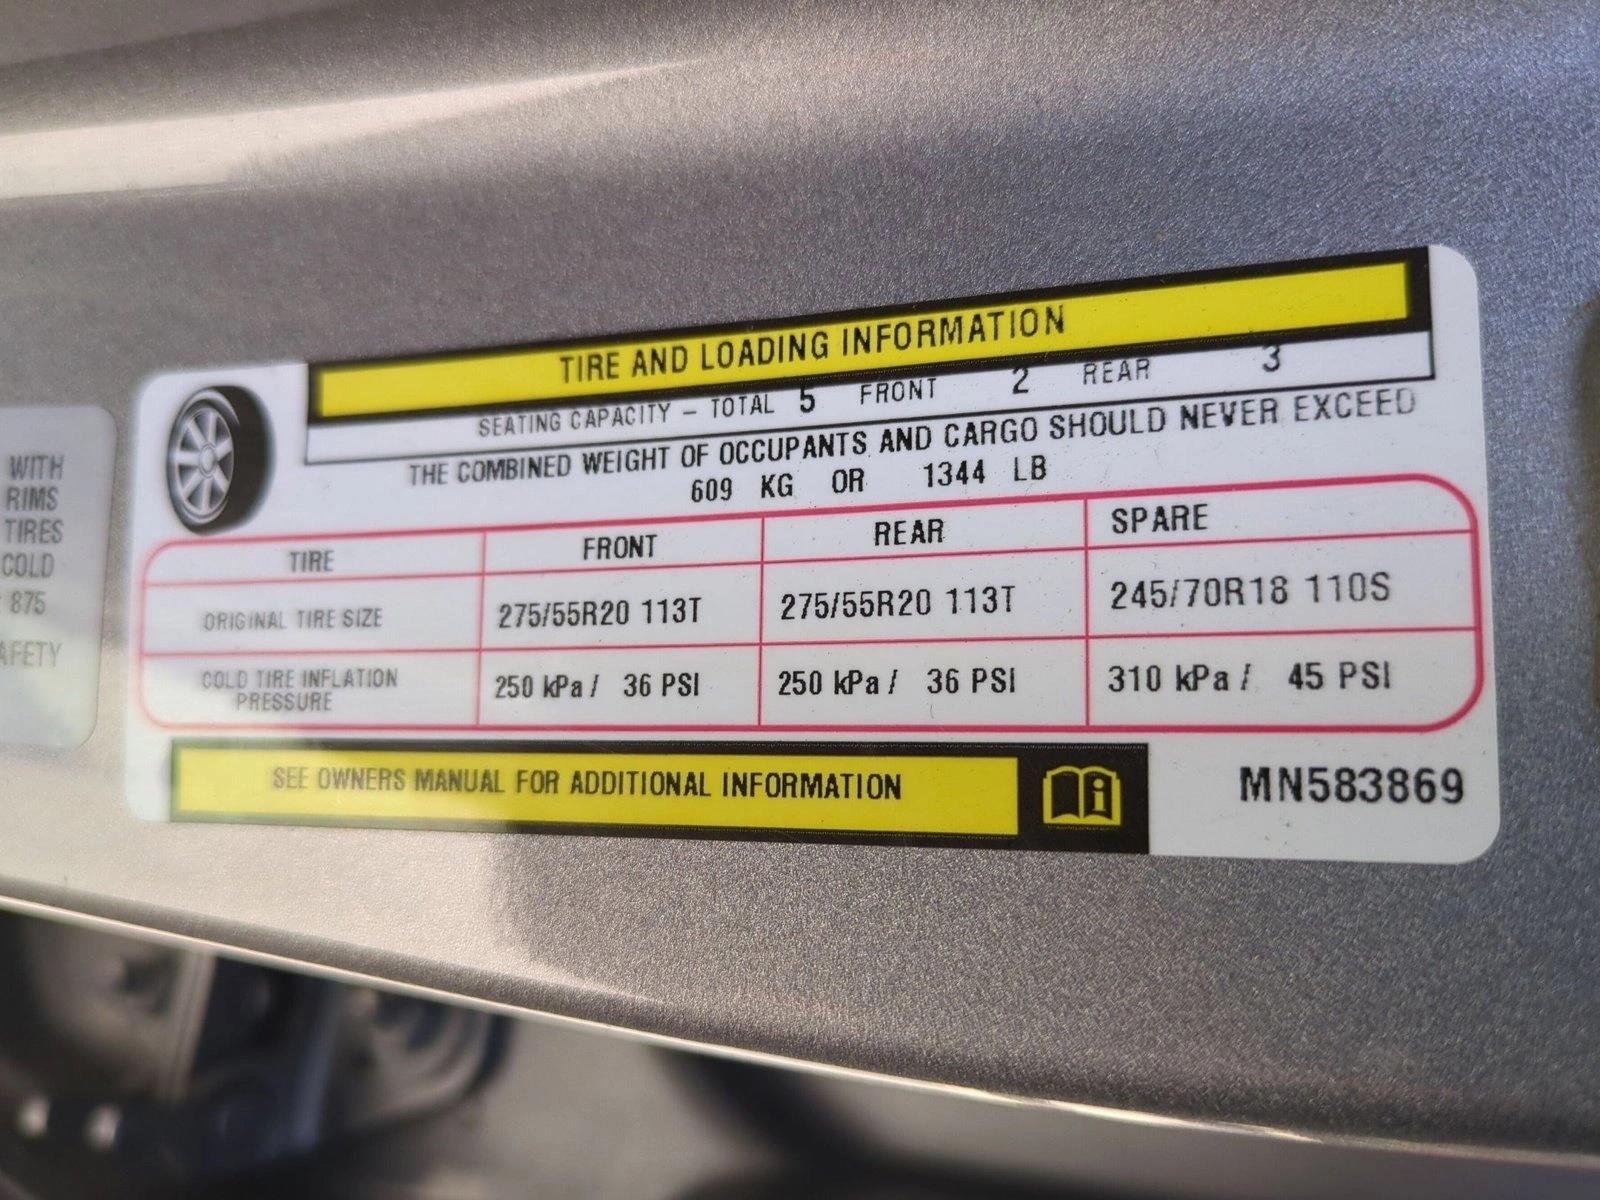 WITH
RIMS
TIRES
COLD
875
AFETY
TIRE AND LOADING INFORMATION
SEATING CAPACITY – TOTAL 5 FRONT 2 REAR 3
THE COMBINED WEIGHT OF OCCUPANTS AND CARGO SHOULD NEVER EXCEED
609 KG OR 1344 LB
TIRE FRONT REAR SPARE
ORIGINAL TIRE SIZE 275/55R20 113T 275/55R20 113T 245/70R18 110S
COLD TIRE INFLATION PRESSURE 250 kPa / 36 PSI 250 kPa / 36 PSI 310 kPa / 45 PSI
SEE OWNERS MANUAL FOR ADDITIONAL INFORMATION
MN583869